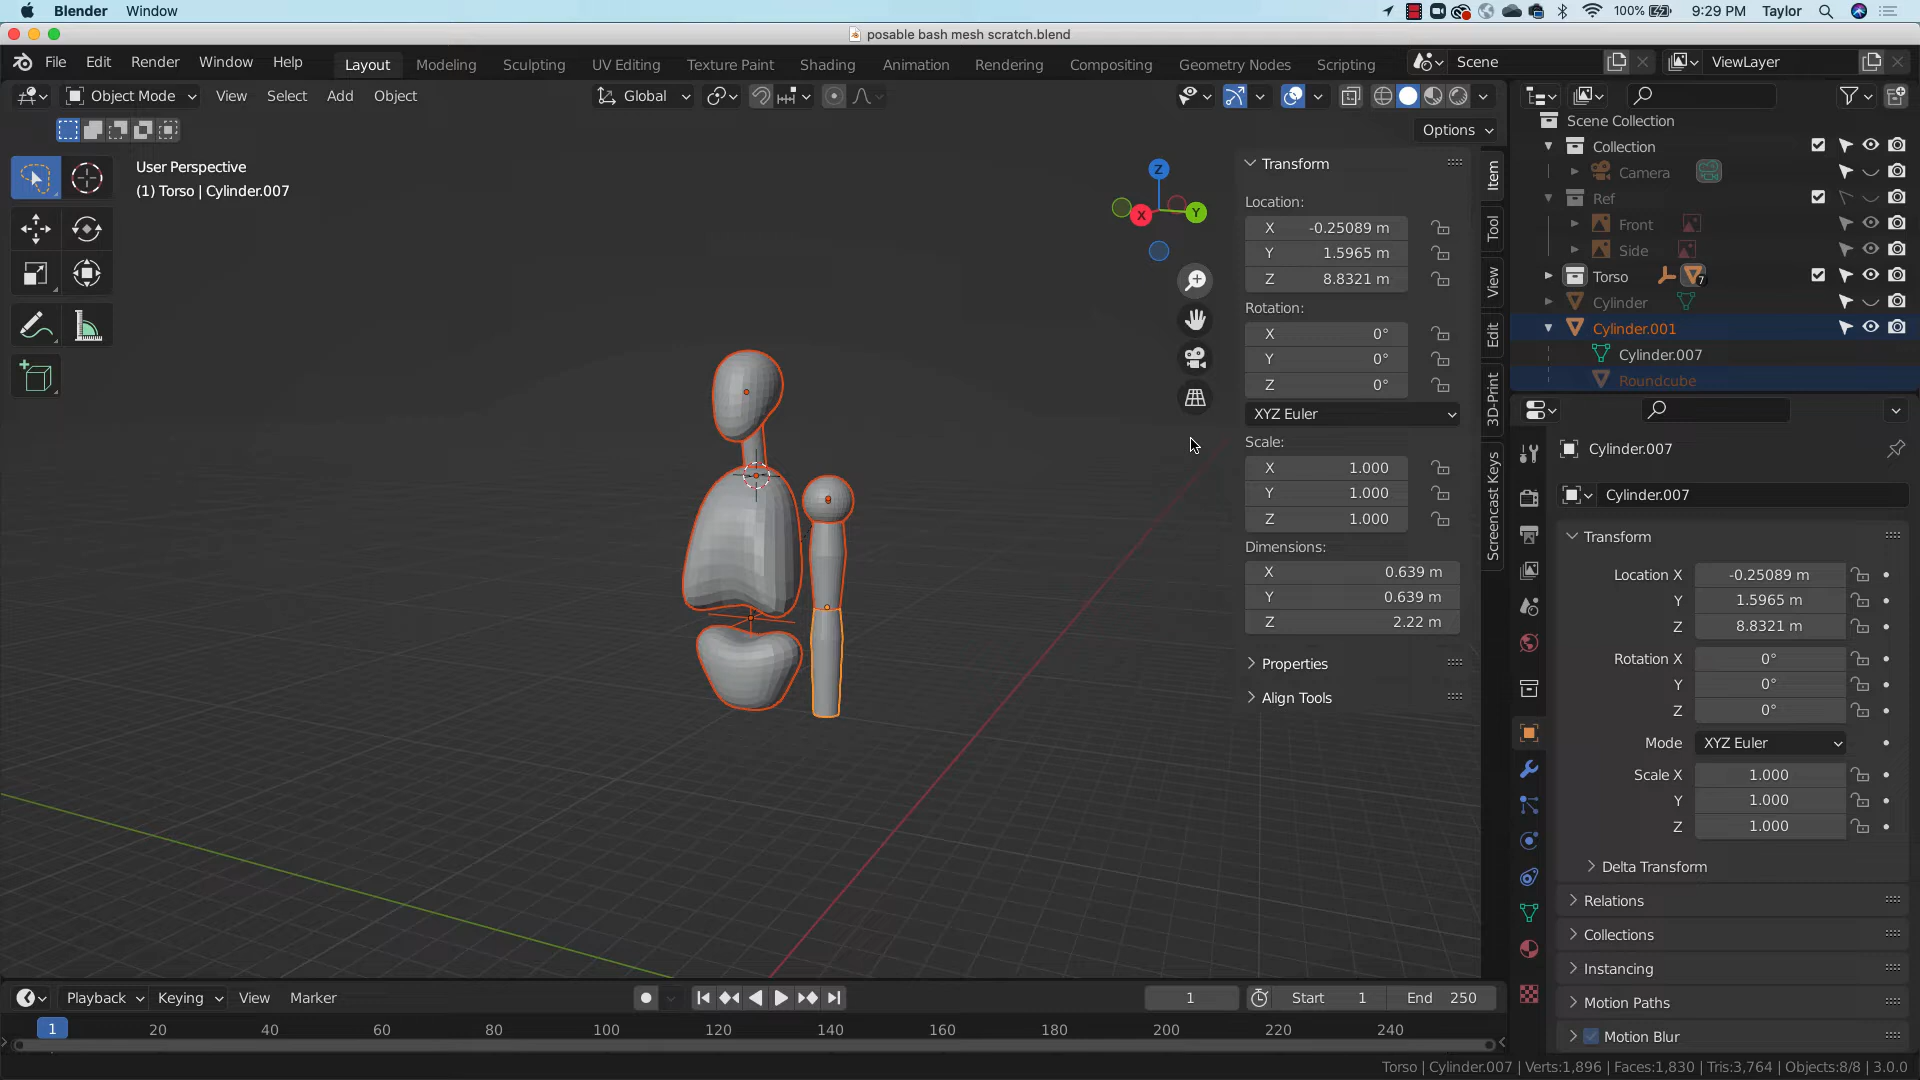 Blender Window 100% 9:29 PM Taylor
posable bash mesh scratch.blend
File Edit Render Window Help Layout Modeling Sculpting UV Editing Texture Paint Shading Animation Rendering Compositing Geometry Nodes Scripting Scene ViewLayer
Object Mode View Select Add Object Global
Options
User Perspective
(1) Torso | Cylinder.007
Z
X
Y
Transform
Location:
X -0.25089 m
Y 1.5965 m
Z 8.8321 m
Rotation:
X 0°
Y 0°
Z 0°
XYZ Euler
Scale:
X 1.000
Y 1.000
Z 1.000
Dimensions:
X 0.639 m
Y 0.639 m
Z 2.22 m
Properties
Align Tools
Item
Tool
View
Edit
3D-Print
Screencast Keys
Scene Collection
Collection
Camera
Ref
Front
Side
Torso 7
Cylinder
Cylinder.001
Cylinder.007
Roundcube
Cylinder.007
Cylinder.007
Transform
Location X -0.25089 m
Y 1.5965 m
Z 8.8321 m
Rotation X 0°
Y 0°
Z 0°
Mode XYZ Euler
Scale X 1.000
Y 1.000
Z 1.000
Delta Transform
Relations
Collections
Instancing
Motion Paths
Motion Blur
Playback Keying View Marker 1 Start 1 End 250
1 20 40 60 80 100 120 140 160 180 200 220 240
Torso | Cylinder.007 | Verts:1,896 | Faces:1,830 | Tris:3,764 | Objects:8/8 | 3.0.0